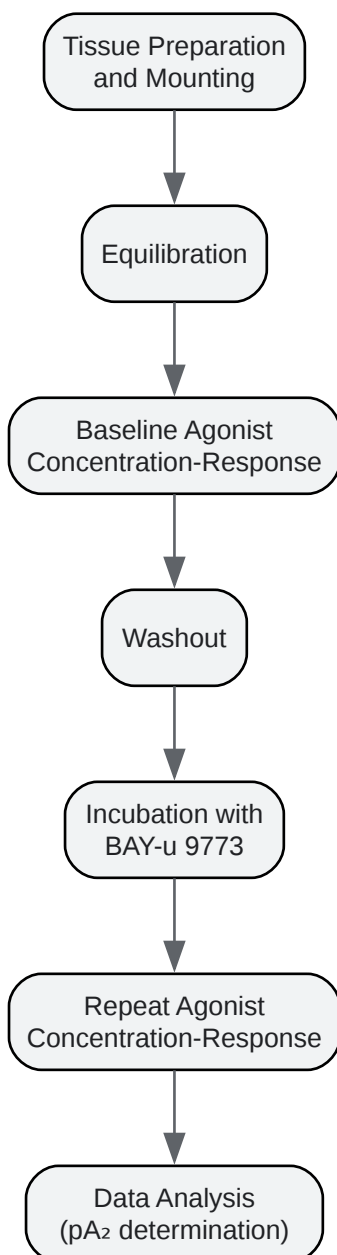 Tissue Preparation
and Mounting
Equilibration
Baseline Agonist
Concentration-Response
Washout
Incubation with
BAY-u 9773
Repeat Agonist
Concentration-Response
Data Analysis
(pA₂ determination)